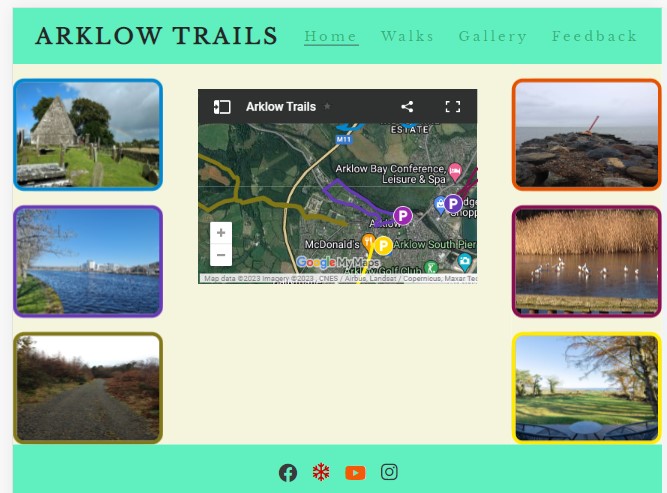 ARKLOW TRAILS
Home Walks Gallery Feedback
Arklow Trails
ESTATE
M11
Arklow Bay Conference,
Leisure & Spa
P
P
McDonald's
P
Arklow South Pier
Google My Maps
Arklow Golf Club
Map data ©2023 Imagery ©2023 , CNES / Airbus, Landsat / Copernicus, Maxar Tec